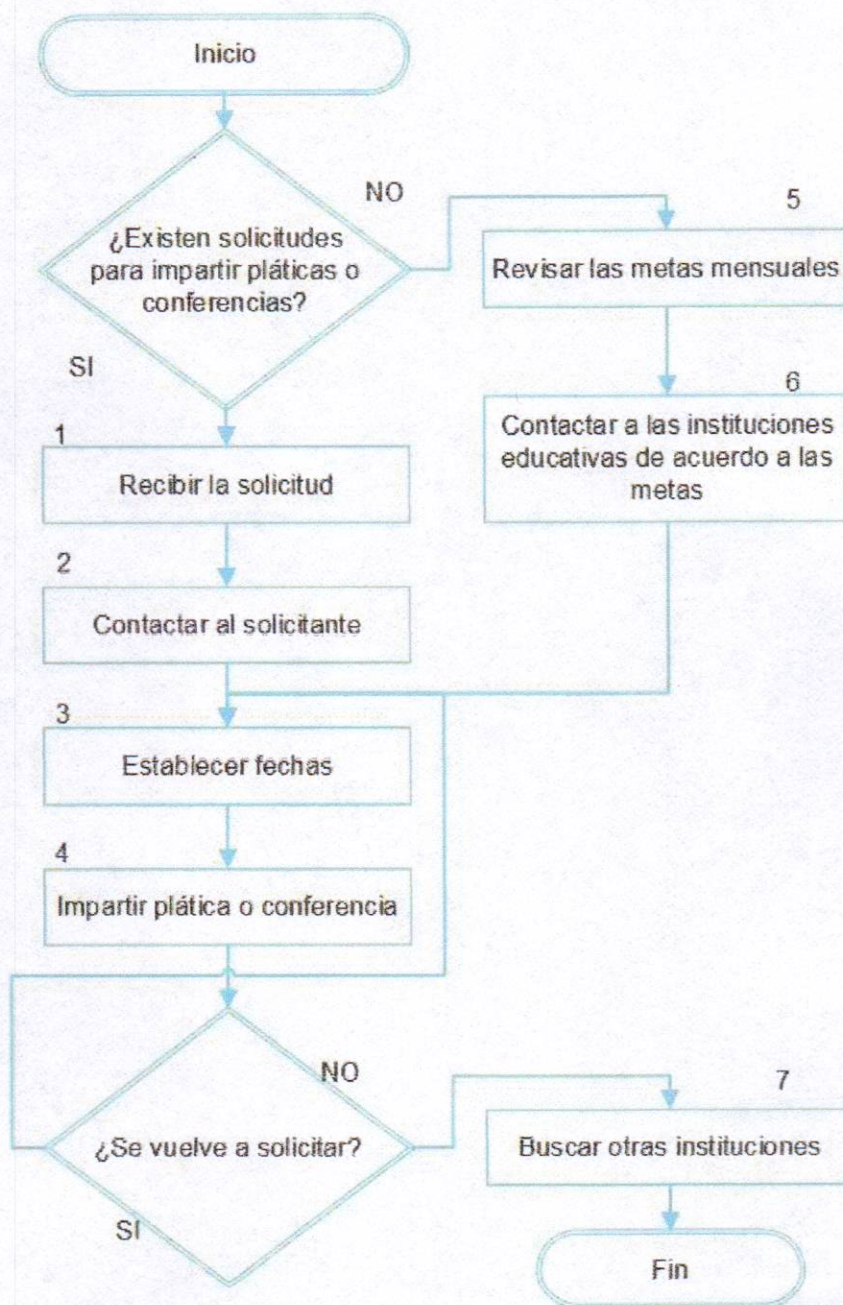 Inicio
NO
¿Existen solicitudes
para impartir pláticas o
conferencias?
SI
5
Revisar las metas mensuales
6
Contactar a las instituciones
educativas de acuerdo a las
metas
1
Recibir la solicitud
2
Contactar al solicitante
3
Establecer fechas
4
Impartir plática o conferencia
NO
¿Se vuelve a solicitar?
SI
7
Buscar otras instituciones
Fin